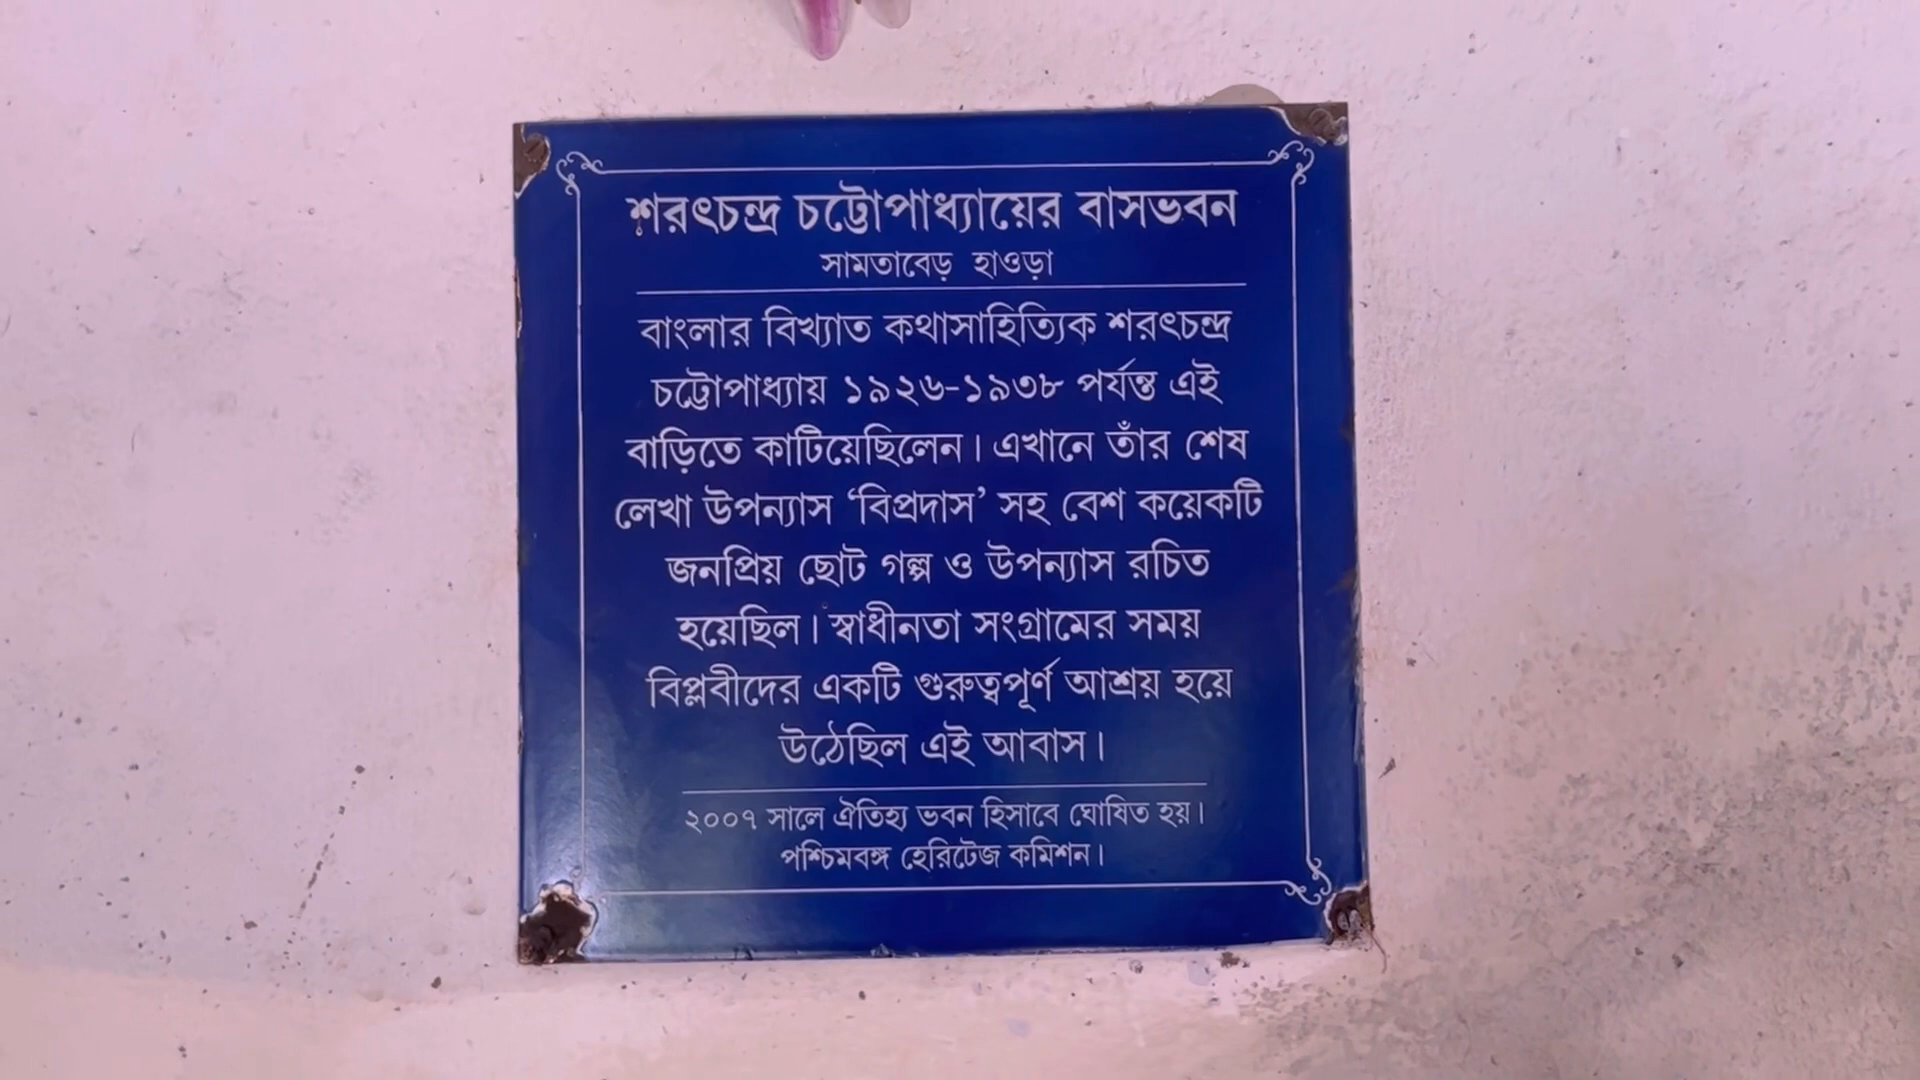 শরৎচন্দ্র চট্টোপাধ্যায়ের বাসভবন
সামতাবেড় হাওড়া
বাংলার বিখ্যাত কথাসাহিত্যিক শরৎচন্দ্র
চট্টোপাধ্যায় ১৯২৬-১৯৩৮ পর্যন্ত এই
বাড়িতে কাটিয়েছিলেন। এখানে তাঁর শেষ
লেখা উপন্যাস ‘বিপ্রদাস’ সহ বেশ কয়েকটি
জনপ্রিয় ছোট গল্প ও উপন্যাস রচিত
হয়েছিল। স্বাধীনতা সংগ্রামের সময়
বিপ্লবীদের একটি গুরুত্বপূর্ণ আশ্রয় হয়ে
উঠেছিল এই আবাস।
২০০৭ সালে ঐতিহ্য ভবন হিসাবে ঘোষিত হয়।
পশ্চিমবঙ্গ হেরিটেজ কমিশন।